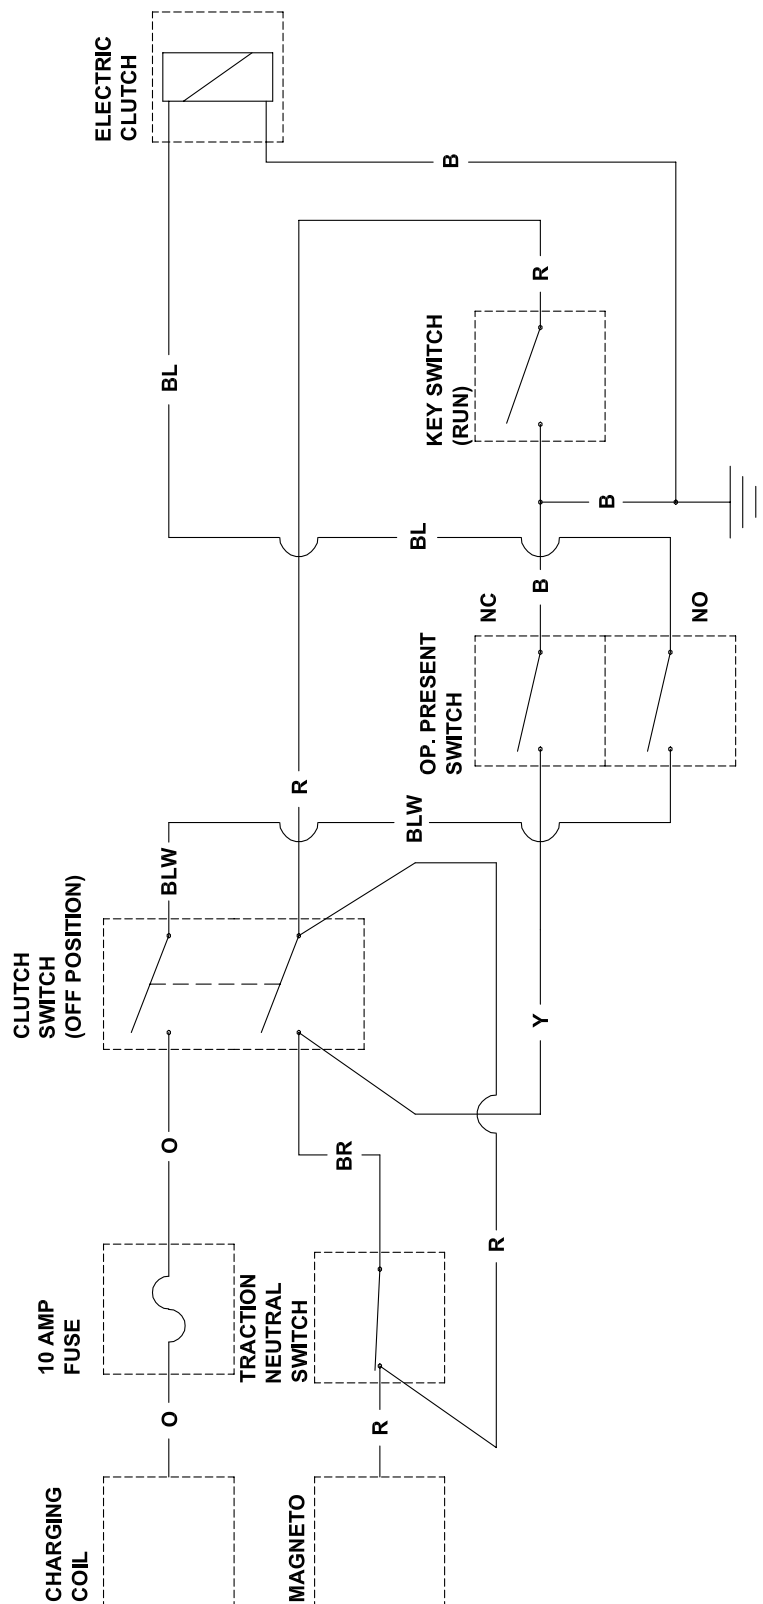 ELECTRIC
CLUTCH
B
R
KEY SWITCH
(RUN)
BL
B
BL
B
NC
NO
OP. PRESENT
SWITCH
R
BLW
BLW
CLUTCH
SWITCH
(OFF POSITION)
Y
O
BR
R
10 AMP
FUSE
TRACTION
NEUTRAL
SWITCH
O
R
CHARGING
COIL
MAGNETO